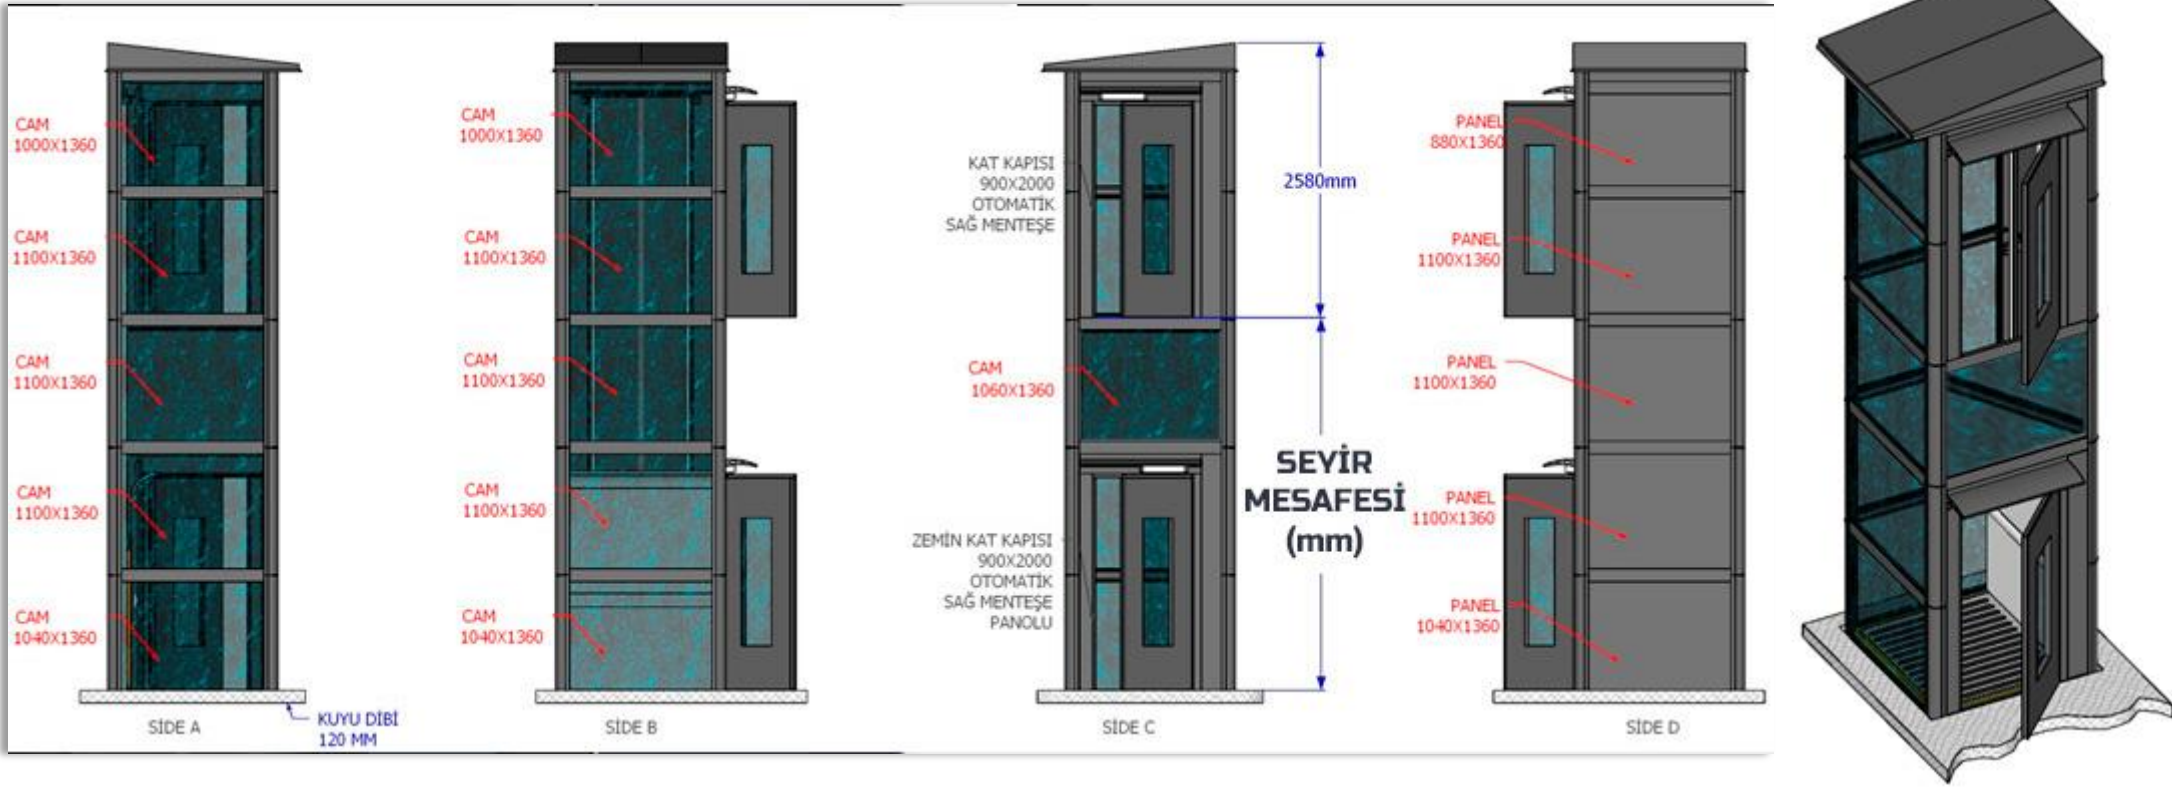 CAM
1000X1360
CAM
1100X1360
CAM
1100X1360
CAM
1100X1360
CAM
1040X1360
SİDE A
KUYU DİBİ
120 MM
CAM
1000X1360
CAM
1100X1360
CAM
1100X1360
CAM
1100X1360
CAM
1040X1360
SİDE B
KAT KAPISI
900X2000
OTOMATİK
SAĞ MENTEŞE
CAM
1060X1360
ZEMİN KAT KAPISI
900X2000
OTOMATİK
SAĞ MENTEŞE
PANOLU
SİDE C
2580mm
SEYİR
MESAFESİ
(mm)
PANEL
880X1360
PANEL
1100X1360
PANEL
1100X1360
PANEL
1100X1360
PANEL
1040X1360
SİDE D